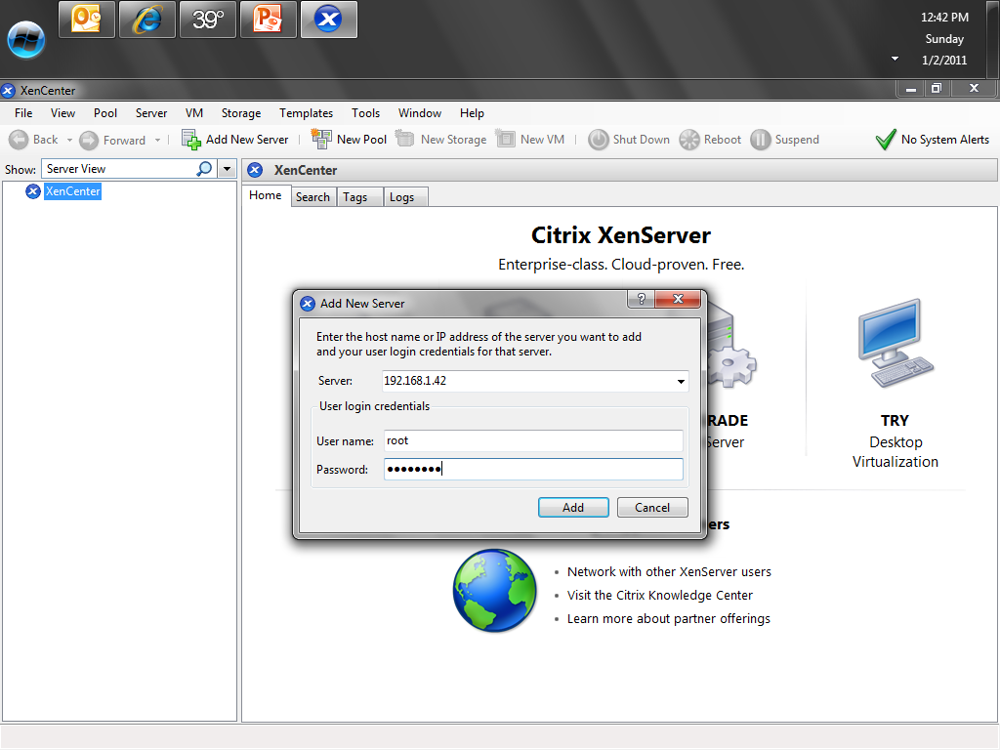 39°
12:42 PM
Sunday
1/2/2011
XenCenter
File View Pool Server VM Storage Templates Tools Window Help
Back Forward Add New Server New Pool New Storage New VM Shut Down Reboot Suspend No System Alerts
Show: Server View
XenCenter
XenCenter
Home Search Tags Logs
Citrix XenServer
Enterprise-class. Cloud-proven. Free.
Add New Server
?
Enter the host name or IP address of the server you want to add
and your user login credentials for that server.
Server: 192.168.1.42
User login credentials
User name: root
Password: ●●●●●●●●
Add Cancel
RADE
Server
TRY
Desktop
Virtualization
ers
Network with other XenServer users
Visit the Citrix Knowledge Center
Learn more about partner offerings